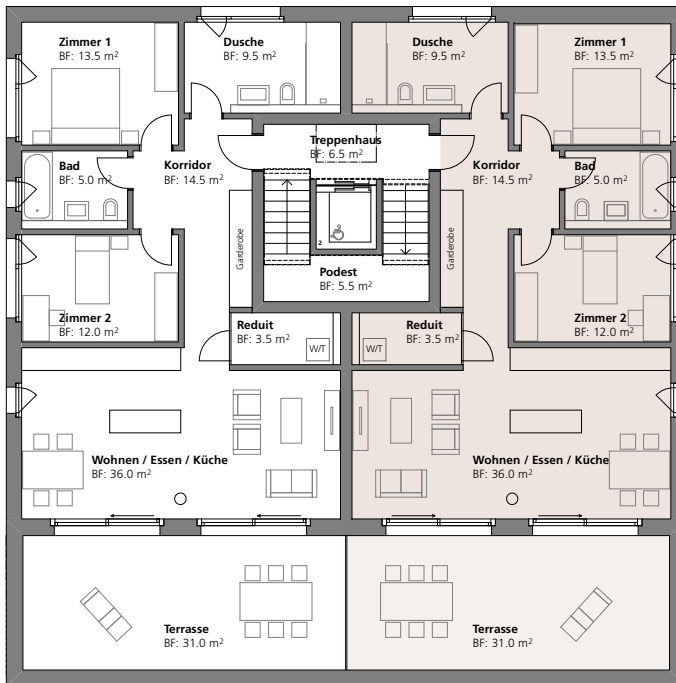 Zimmer 1
BF: 13.5 m²
Dusche
BF: 9.5 m²
Dusche
BF: 9.5 m²
Zimmer 1
BF: 13.5 m²
Treppenhaus
BF: 6.5 m²
Bad
BF: 5.0 m²
Korridor
BF: 14.5 m²
Korridor
BF: 14.5 m²
Bad
BF: 5.0 m²
Garderobe
2
Garderobe
Podest
BF: 5.5 m²
Zimmer 2
BF: 12.0 m²
Reduit
BF: 3.5 m²
W/T
W/T
Reduit
BF: 3.5 m²
Zimmer 2
BF: 12.0 m²
Wohnen / Essen / Küche
BF: 36.0 m²
Wohnen / Essen / Küche
BF: 36.0 m²
Terrasse
BF: 31.0 m²
Terrasse
BF: 31.0 m²